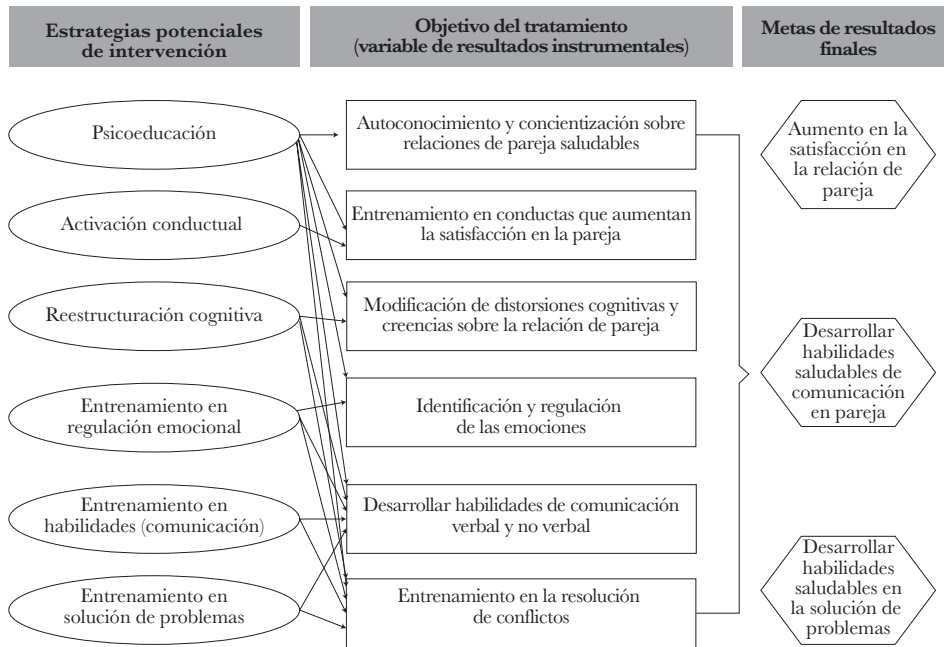 Estrategias potenciales
de intervención
Objetivo del tratamiento
(variable de resultados instrumentales)
Metas de resultados
finales
Psicoeducación
Activación conductual
Reestructuración cognitiva
Entrenamiento en
regulación emocional
Entrenamiento en
habilidades (comunicación)
Entrenamiento en
solución de problemas
Autoconocimiento y concientización sobre
relaciones de pareja saludables
Entrenamiento en conductas que aumentan
la satisfacción en la pareja
Modificación de distorsiones cognitivas y
creencias sobre la relación de pareja
Identificación y regulación
de las emociones
Desarrollar habilidades de comunicación
verbal y no verbal
Entrenamiento en la resolución
de conflictos
Aumento en la
satisfacción en
la relación de
pareja
Desarrollar
habilidades
saludables de
comunicación
en pareja
Desarrollar
habilidades
saludables en
la solución de
problemas